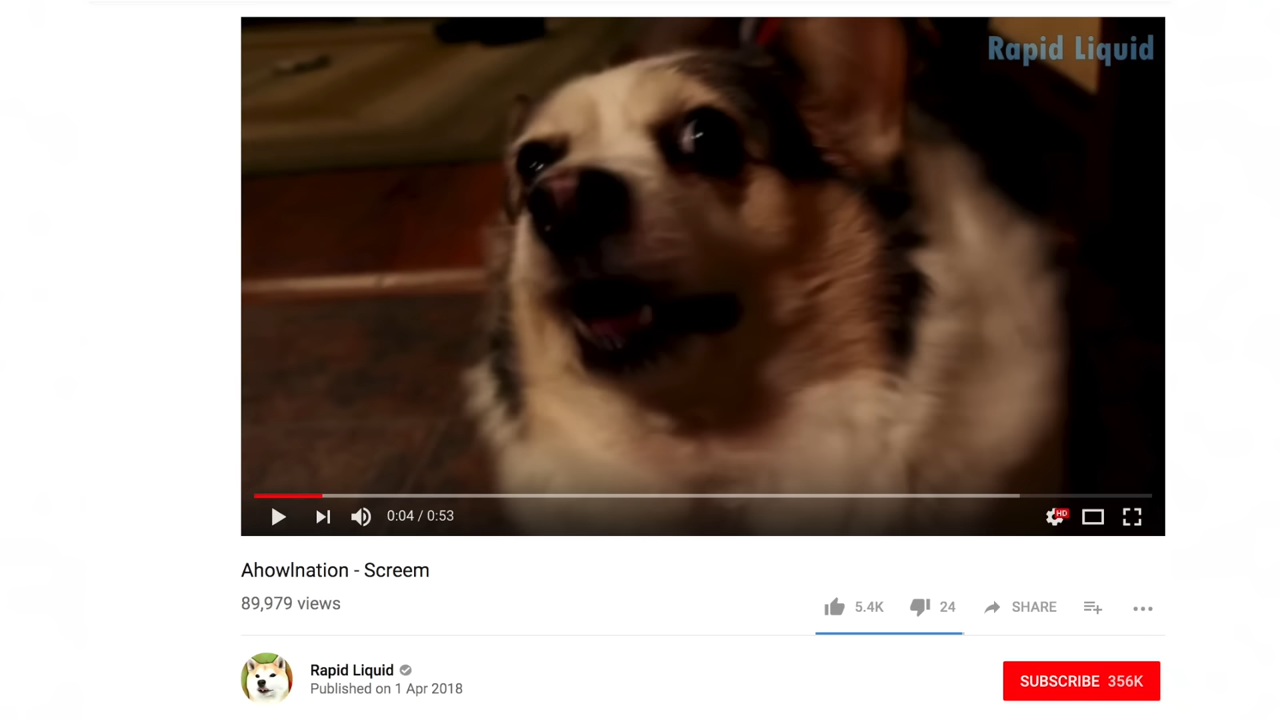 Rapid Liquid
0:04 / 0:53
HD
Ahowlnation - Screem
89,979 views
5.4K
24
SHARE
Rapid Liquid
Published on 1 Apr 2018
SUBSCRIBE 356K